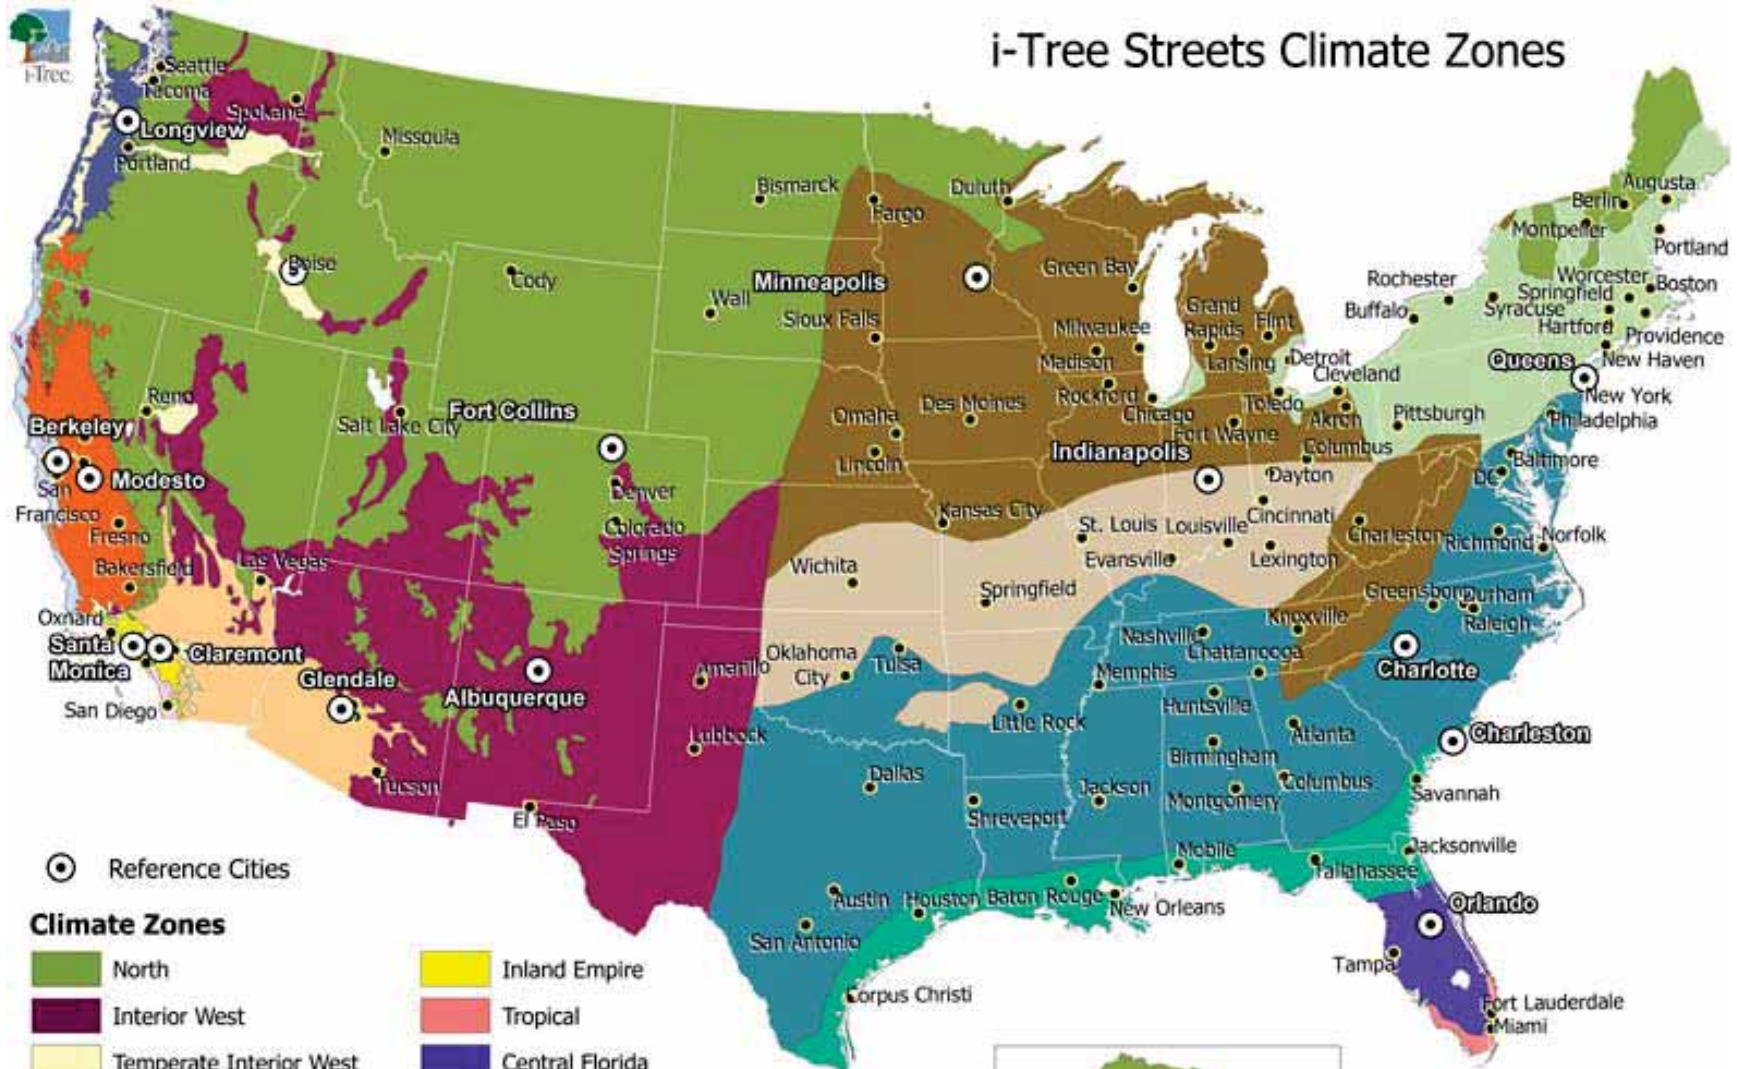 i-Tree
i-Tree Streets Climate Zones
Seattle
Tacoma
Spokane
Longview
Portland
Missoula
Bismarck
Fargo
Duluth
Augusta
Berlin
Montpelier
Portland
Boise
Cody
Wall
Minneapolis
Sioux Falls
Green Bay
Milwaukee
Madison
Grand
Rapids
Flint
Lansing
Detroit
Rochester
Buffalo
Syracuse
Worcester
Springfield
Boston
Hartford
Providence
New Haven
Queens
New York
Philadelphia
Reno
Salt Lake City
Fort Collins
Omaha
Des Moines
Lincoln
Rockford
Chicago
Toledo
Cleveland
Akron
Fort Wayne
Columbus
Pittsburgh
Berkeley
San
Francisco
Modesto
Fresno
Bakersfield
Las Vegas
Denver
Colorado
Springs
Kansas City
Indianapolis
Dayton
Cincinnati
St. Louis
Louisville
Evansville
Lexington
Charleston
Baltimore
DC
Richmond
Norfolk
Wichita
Springfield
Greensboro
Durham
Raleigh
Knoxville
Oxnard
Santa
Monica
Claremont
San Diego
Glendale
Albuquerque
Amarillo
Oklahoma
City
Tulsa
Nashville
Chattanooga
Memphis
Charlotte
Little Rock
Huntsville
Lubbock
Atlanta
Charleston
Birmingham
Tucson
Dallas
El Paso
Shreveport
Jackson
Montgomery
Columbus
Savannah
Mobile
Tallahassee
Jacksonville
Austin
Houston
Baton Rouge
New Orleans
San Antonio
Corpus Christi
Orlando
Tampa
Fort Lauderdale
Miami
Reference Cities
Climate Zones
North
Interior West
Temperate Interior West
Inland Empire
Tropical
Central Florida